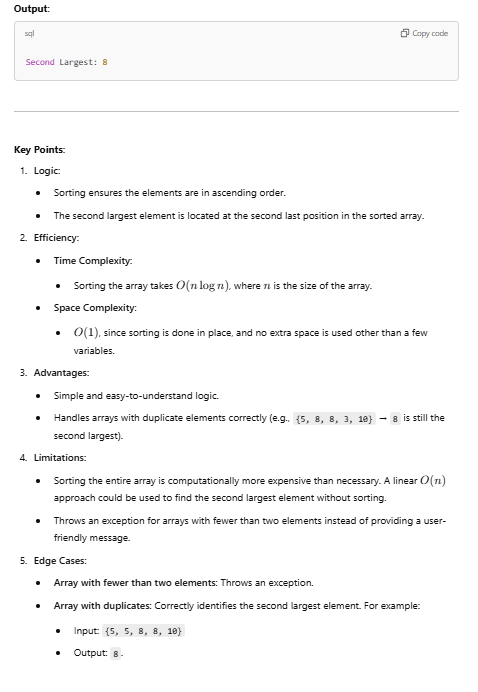 Output:
sql
Copy code
Second Largest: 8
Key Points:
1. Logic:
• Sorting ensures the elements are in ascending order.
• The second largest element is located at the second last position in the sorted array.
2. Efficiency:
• Time Complexity:
• Sorting the array takes O(n log n), where n is the size of the array.
• Space Complexity:
• O(1), since sorting is done in place, and no extra space is used other than a few
variables.
3. Advantages:
• Simple and easy-to-understand logic.
• Handles arrays with duplicate elements correctly (e.g., {5, 8, 8, 3, 10} → 8 is still the
second largest).
4. Limitations:
• Sorting the entire array is computationally more expensive than necessary. A linear O(n)
approach could be used to find the second largest element without sorting.
• Throws an exception for arrays with fewer than two elements instead of providing a user-
friendly message.
5. Edge Cases:
• Array with fewer than two elements: Throws an exception.
• Array with duplicates: Correctly identifies the second largest element. For example:
• Input: {5, 5, 8, 8, 10}
• Output: 8.